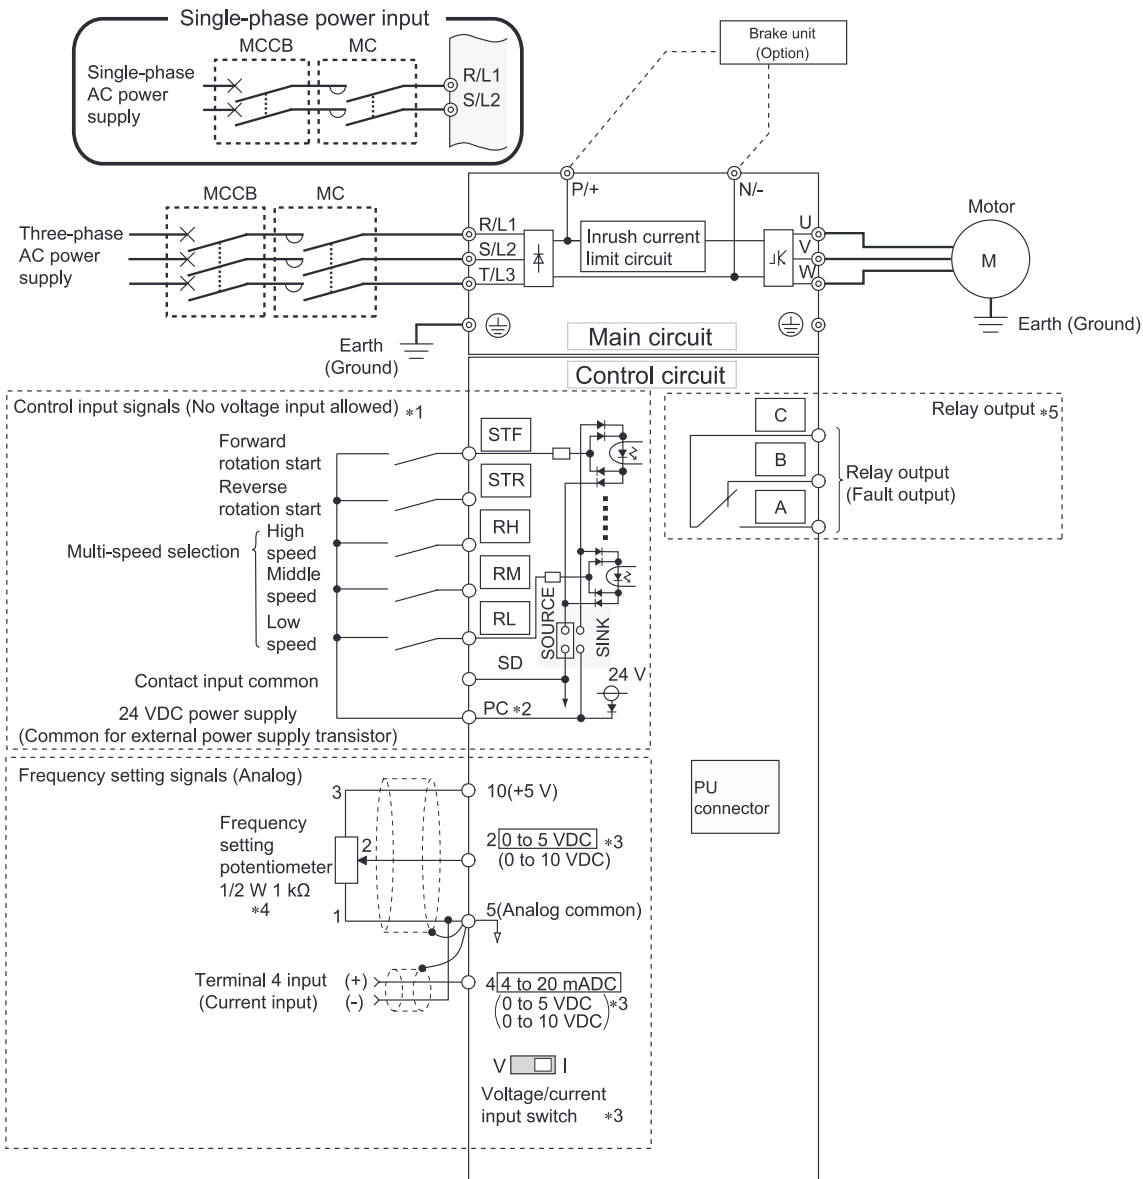 Single-phase power input
MCCB MC
Single-phase
AC power
supply
R/L1
S/L2
Brake unit
(Option)
MCCB MC
Three-phase
AC power
supply
P/+ N/-
R/L1
S/L2
T/L3
Inrush current
limit circuit
U
V
W
Motor
M
Earth (Ground)
Earth
(Ground)
Main circuit
Control circuit
Control input signals (No voltage input allowed) *1
Forward
rotation start
Reverse
rotation start
Multi-speed selection
High
speed
Middle
speed
Low
speed
STF
STR
RH
RM
RL
SD
SOURCE
SINK
24 V
Contact input common
24 VDC power supply
(Common for external power supply transistor)
PC *2
Relay output *5
C
B
A
Relay output
(Fault output)
Frequency setting signals (Analog)
3
2
1
Frequency
setting
potentiometer
1/2 W 1 kΩ
*4
10(+5 V)
2 0 to 5 VDC *3
(0 to 10 VDC)
5(Analog common)
Terminal 4 input (+)
(Current input) (-)
4 4 to 20 mADC
(0 to 5 VDC
0 to 10 VDC) *3
V I
Voltage/current
input switch *3
PU
connector